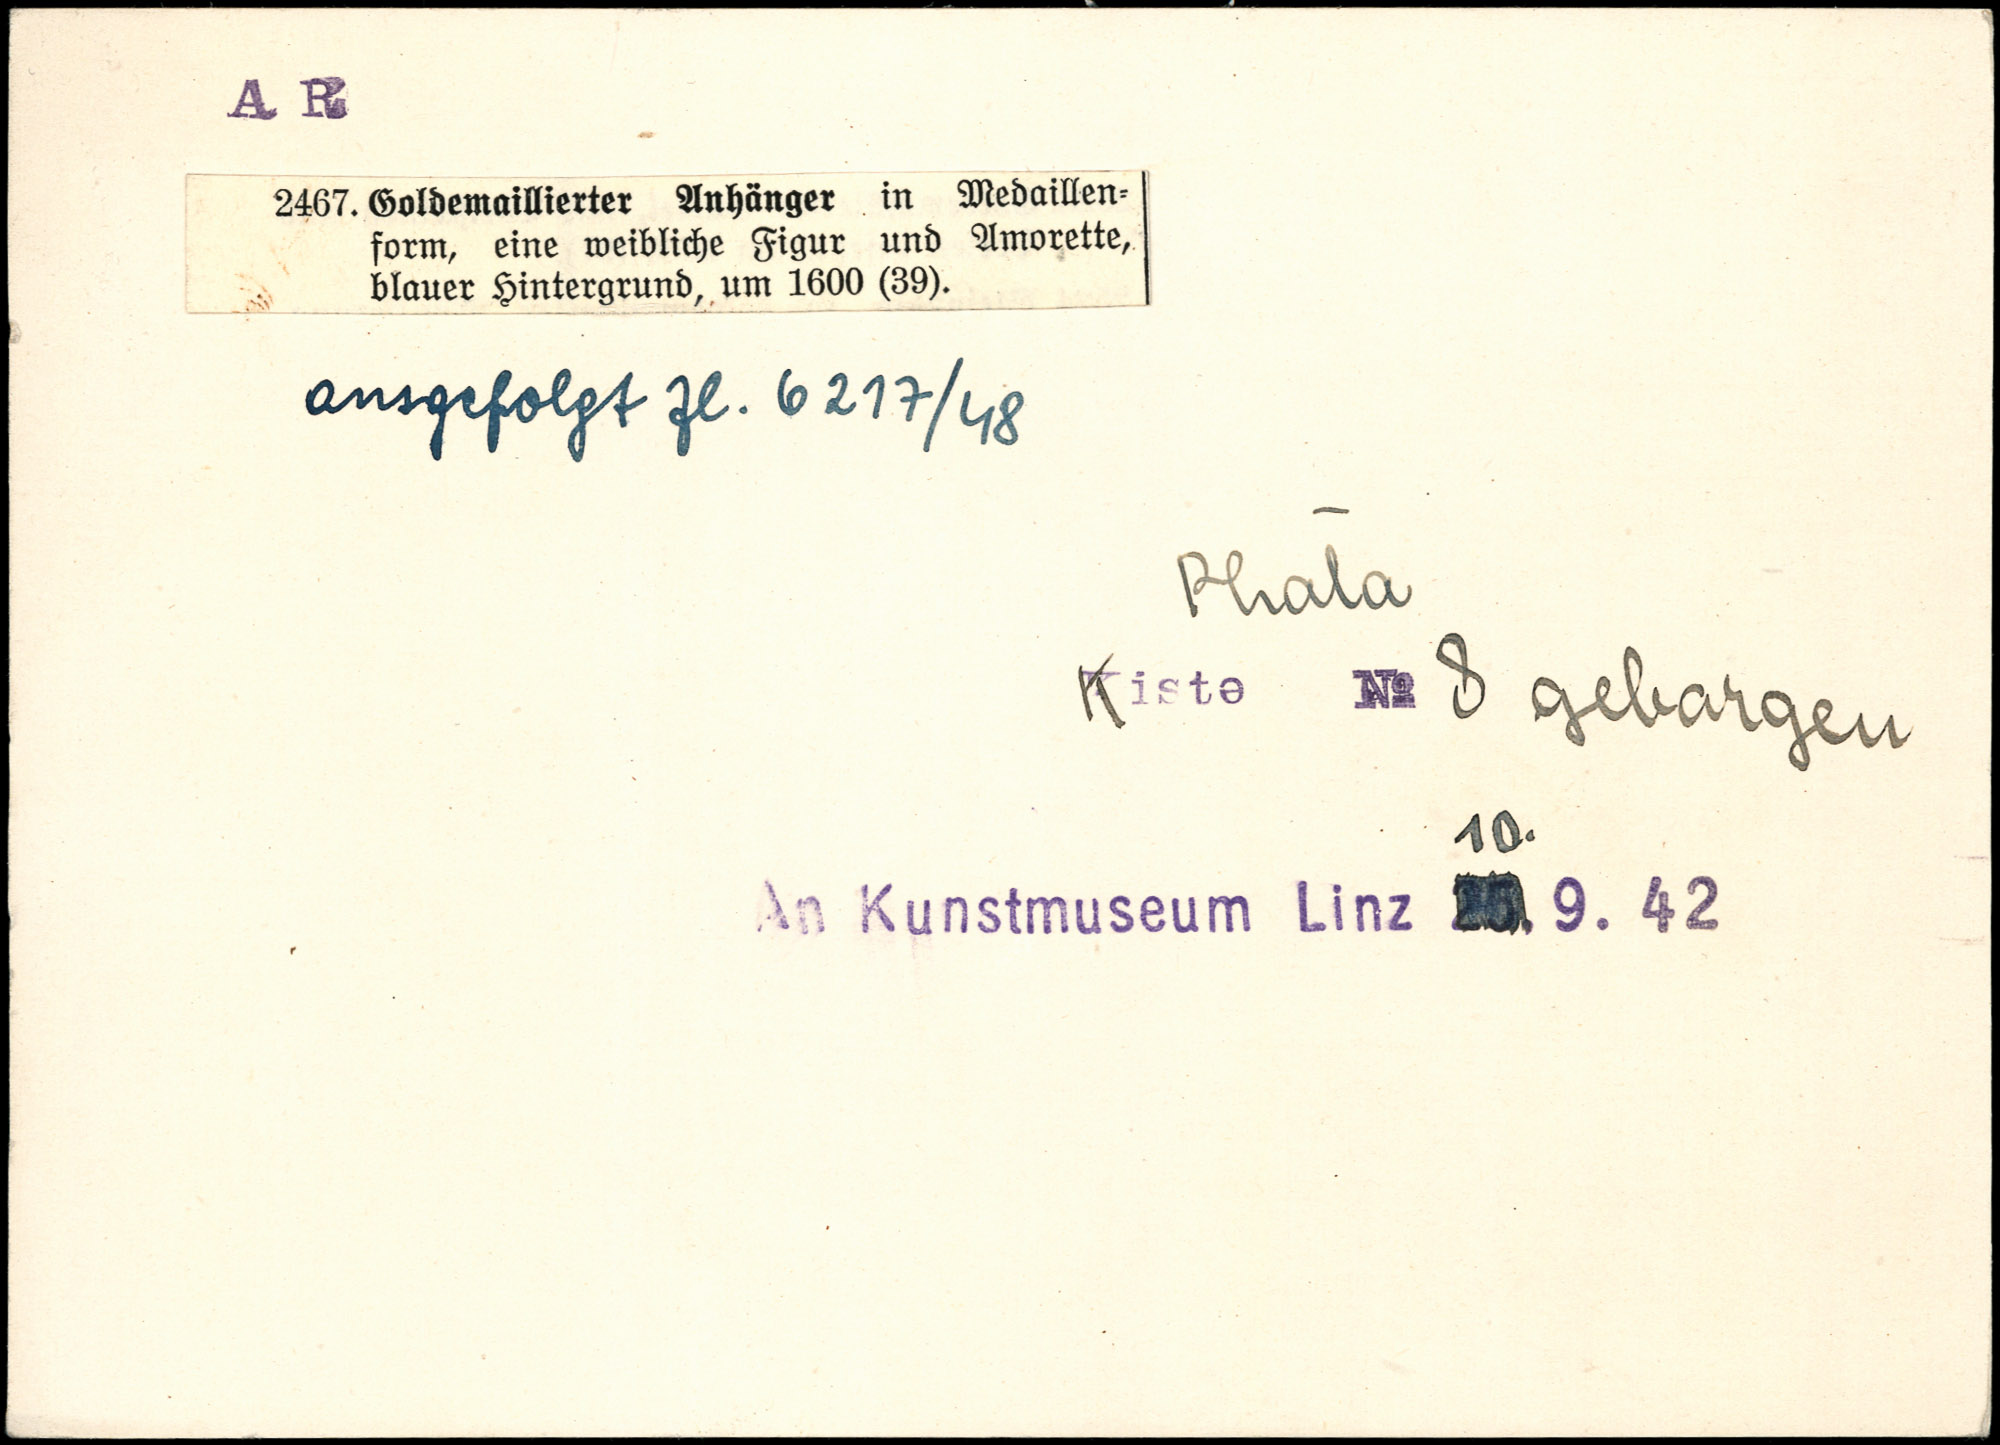 A R
2467. Goldemaillierter Anhänger in Medaillen-
form, eine weibliche Figur und Amorette,
blauer Hintergrund, um 1600 (39).
ausgefolgt Zl. 6217/48
Kiste № 8 geborgen
10.
An Kunstmuseum Linz . 9. 42